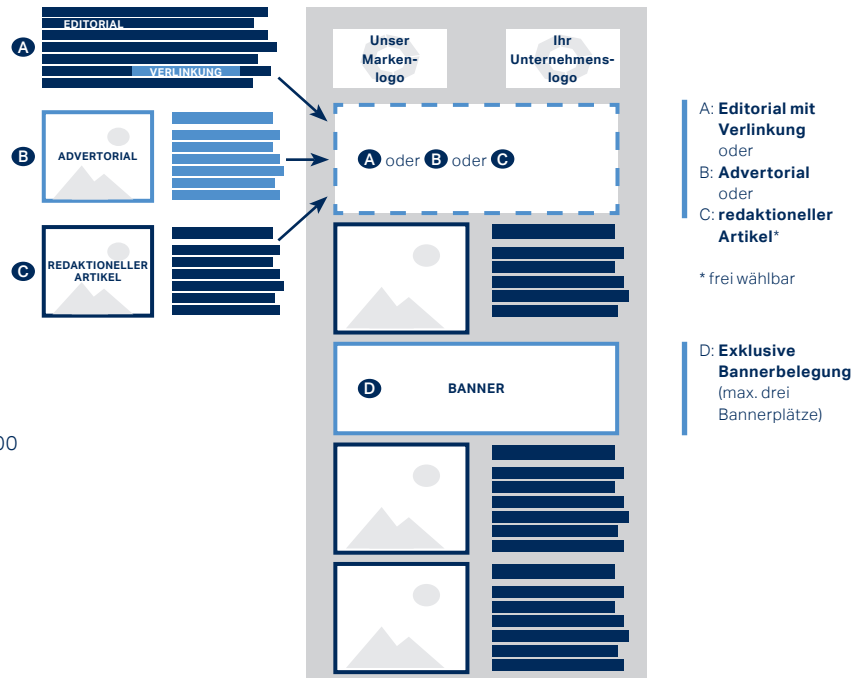 A
EDITORIAL
VERLINKUNG
B
ADVERTORIAL
C
REDAKTIONELLER
ARTIKEL
00
Unser
Marken-
logo
Ihr
Unternehmens-
logo
A oder B oder C
D BANNER
A: Editorial mit
Verlinkung
oder
B: Advertorial
oder
C: redaktioneller
Artikel*
* frei wählbar
D: Exklusive
Bannerbelegung
(max. drei
Bannerplätze)